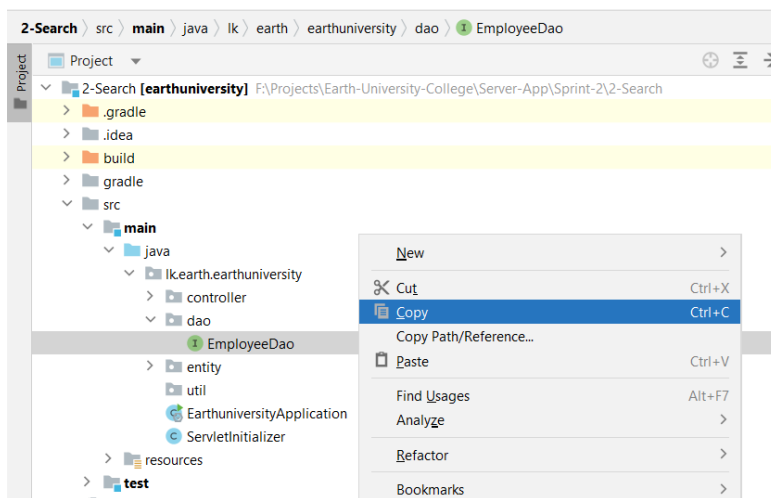 2-Search src main java lk earth earthuniversity dao I EmployeeDao
Project
Project
2-Search [earthuniversity] F:\Projects\Earth-University-College\Server-App\Sprint-2\2-Search
.gradle
.idea
build
gradle
src
main
java
lk.earth.earthuniversity
controller
dao
I EmployeeDao
entity
util
C EarthuniversityApplication
C ServletInitializer
resources
test
New
Cut Ctrl+X
Copy Ctrl+C
Copy Path/Reference...
Paste Ctrl+V
Find Usages Alt+F7
Analyze
Refactor
Bookmarks